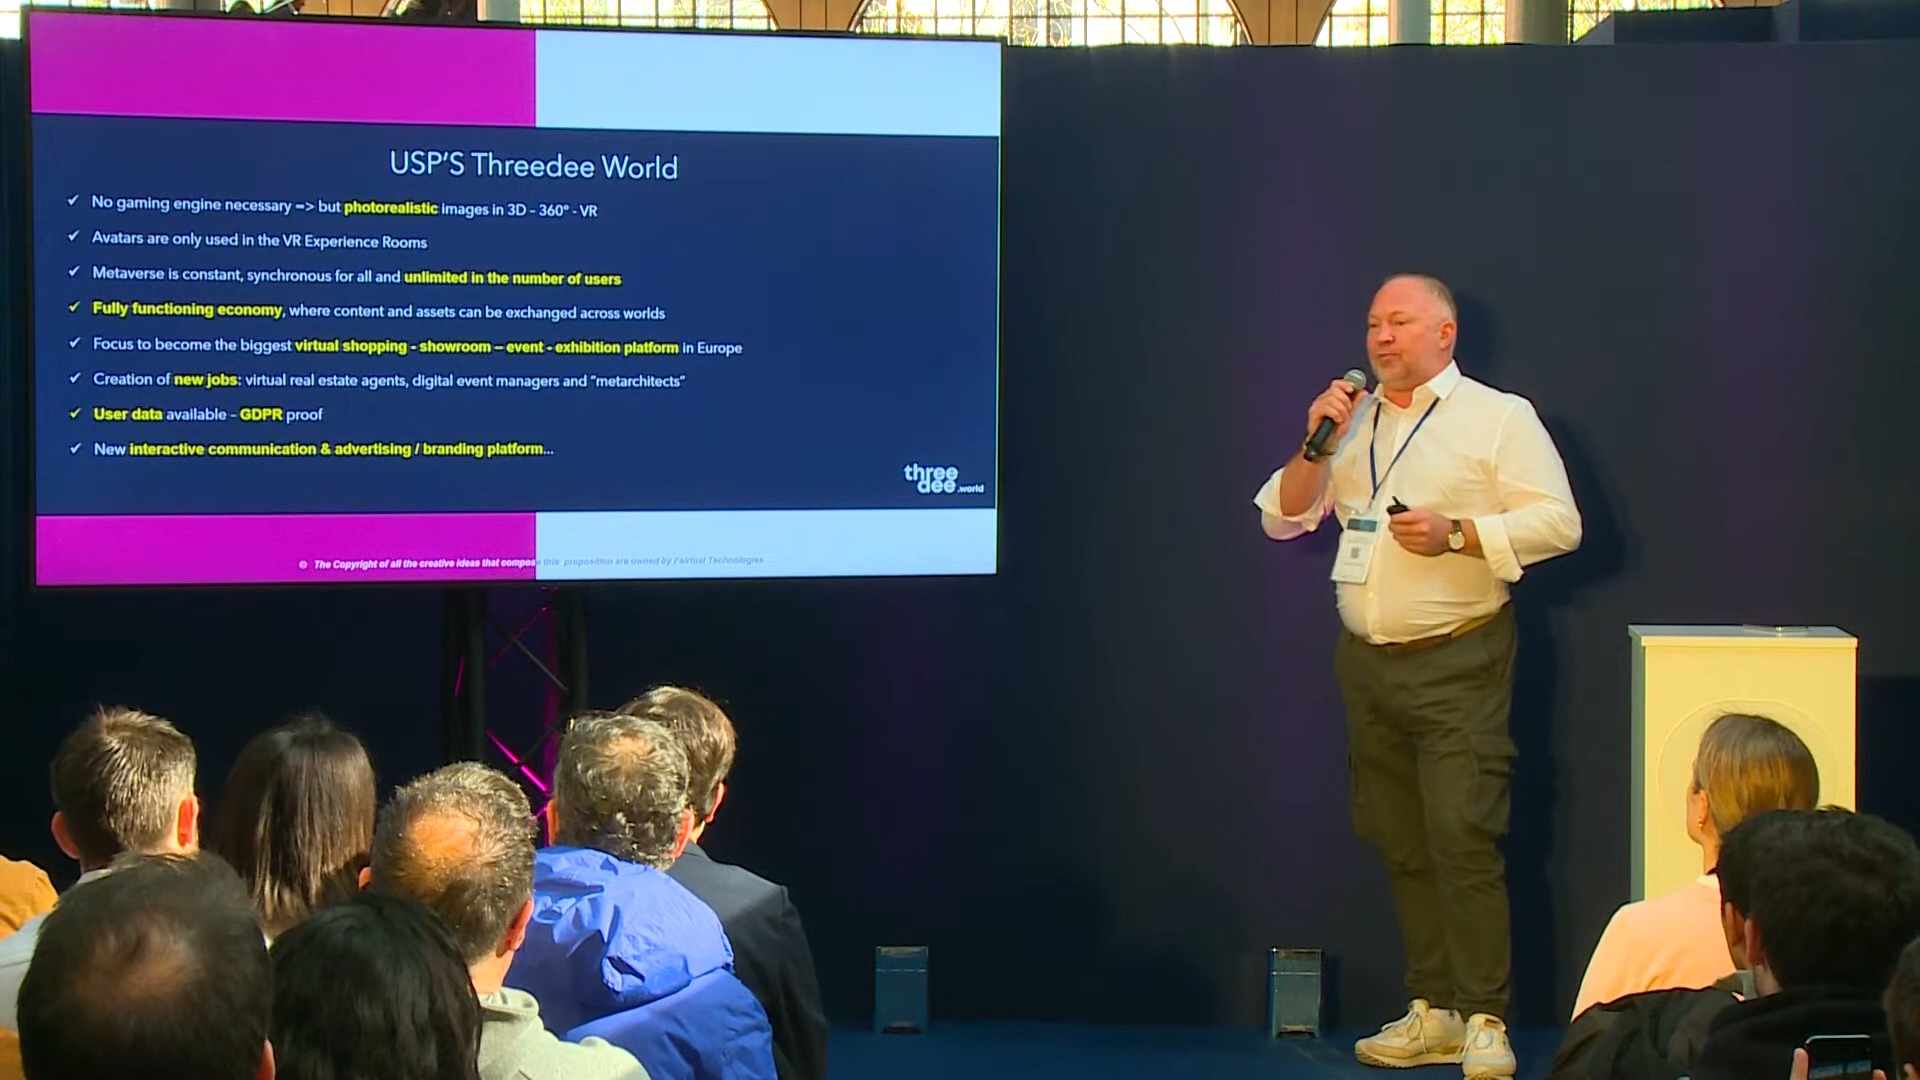 USP'S Threedee World
✓ No gaming engine necessary => but photorealistic images in 3D - 360° - VR
✓ Avatars are only used in the VR Experience Rooms
✓ Metaverse is constant, synchronous for all and unlimited in the number of users
✓ Fully functioning economy, where content and assets can be exchanged across worlds
✓ Focus to become the biggest virtual shopping - showroom – event - exhibition platform in Europe
✓ Creation of new jobs: virtual real estate agents, digital event managers and "metarchitects"
✓ User data available - GDPR proof
✓ New interactive communication & advertising / branding platform...
three
dee.world
© The Copyright of all the creative ideas that compose this proposition are owned by Fairtual Technologies